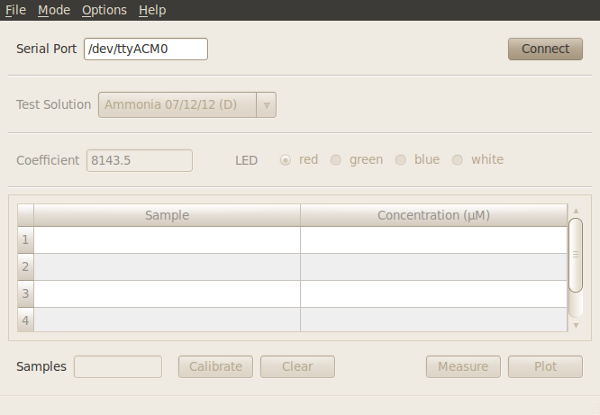 File Mode Options Help
Serial Port /dev/ttyACM0 Connect
Test Solution Ammonia 07/12/12 (D)
Coefficient 8143.5 LED red green blue white
Sample Concentration (µM)
1
2
3
4
Samples Calibrate Clear Measure Plot